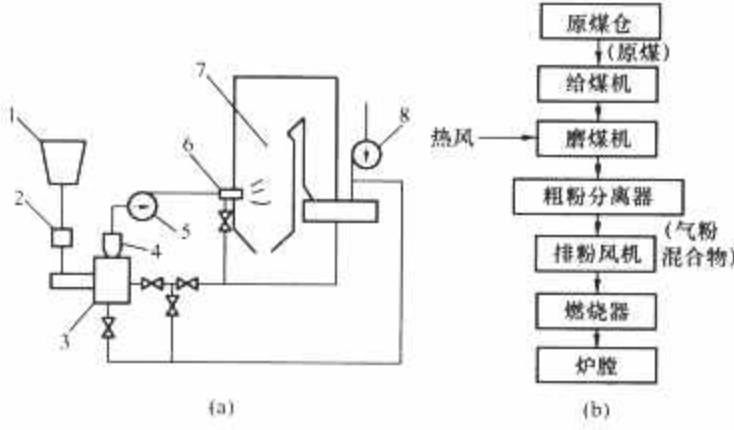 1
2
3
4
5
6
7
8
(a)
原煤仓
(原煤)
给煤机
热风
磨煤机
粗粉分离器
(气粉
混合物)
排粉风机
燃烧器
炉膛
(b)